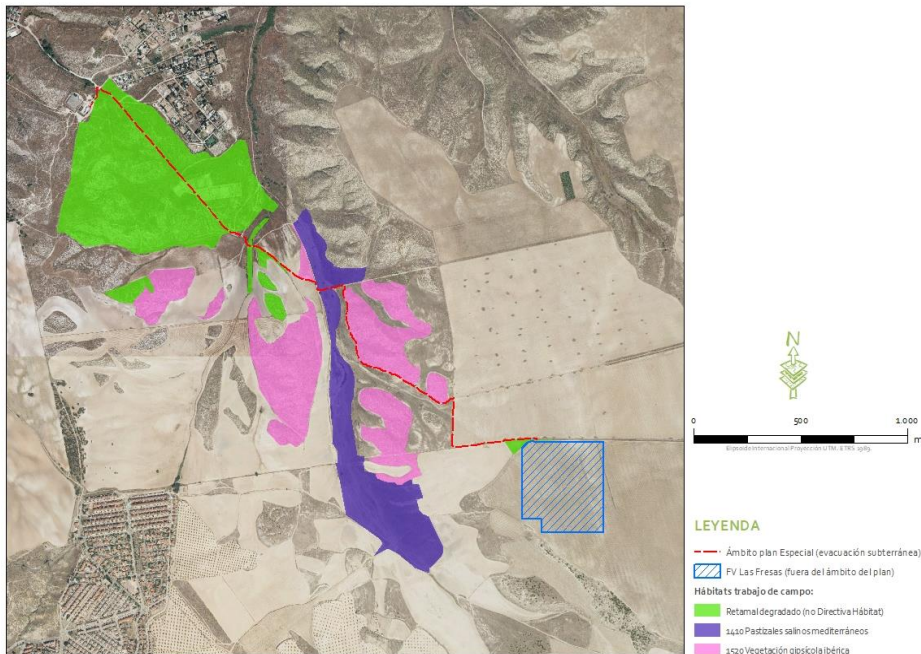 N
0 500 1.000
m
LEYENDA
Ámbito plan Especial (evacuación subterránea)
FV Las Fresas (fuera del ámbito del plan)
Hábitats trabajo de campo:
Retamal degradado (no Directiva Hábitat)
1410 Pastizales salinos mediterráneos
1520 Vegetación gipsícola ibérica